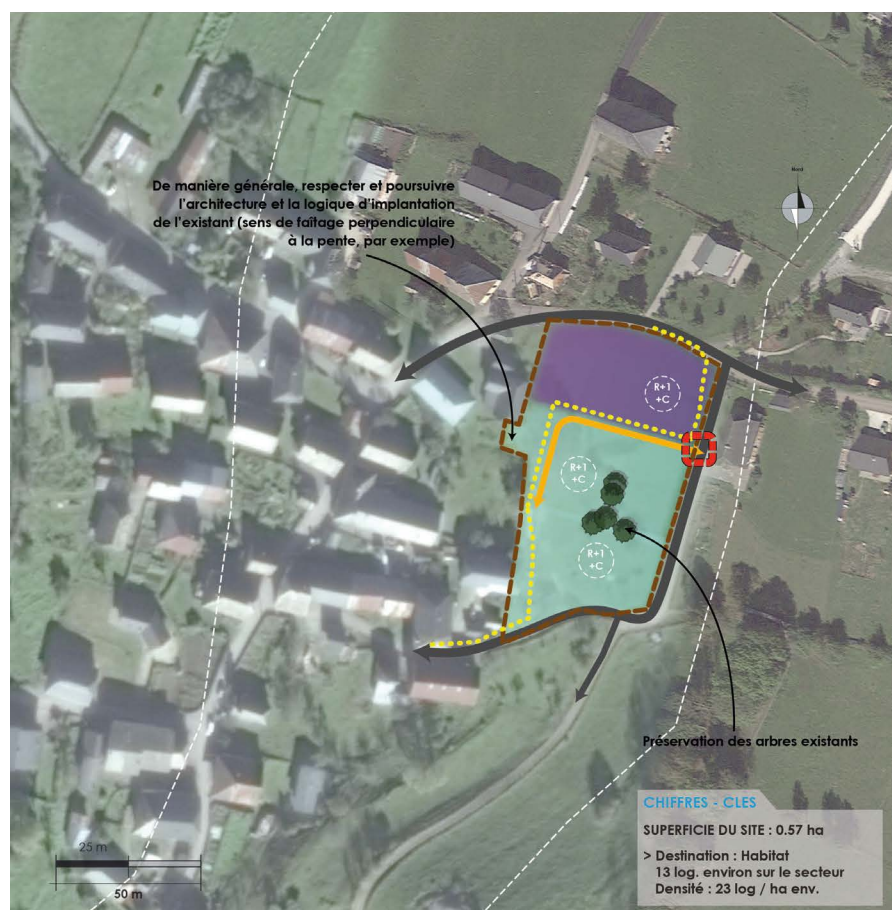 Nord
De manière générale, respecter et poursuivre
l'architecture et la logique d'implantation
de l'existant (sens de faîtage perpendiculaire
à la pente, par exemple)
R+1
+C
R+1
+C
R+1
+C
Préservation des arbres existants
CHIFFRES - CLES
SUPERFICIE DU SITE : 0.57 ha
> Destination : Habitat
13 log. environ sur le secteur
Densité : 23 log / ha env.
25 m
50 m